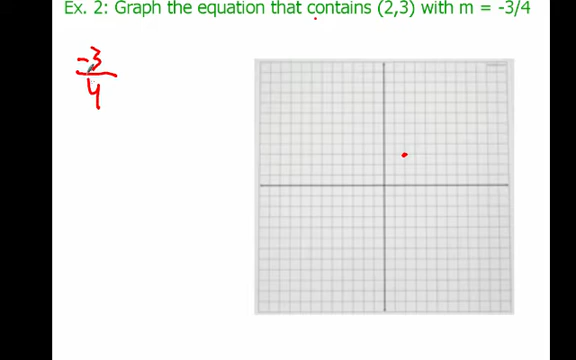 Ex. 2: Graph the equation that contains (2,3) with m = -3/4
-3
4